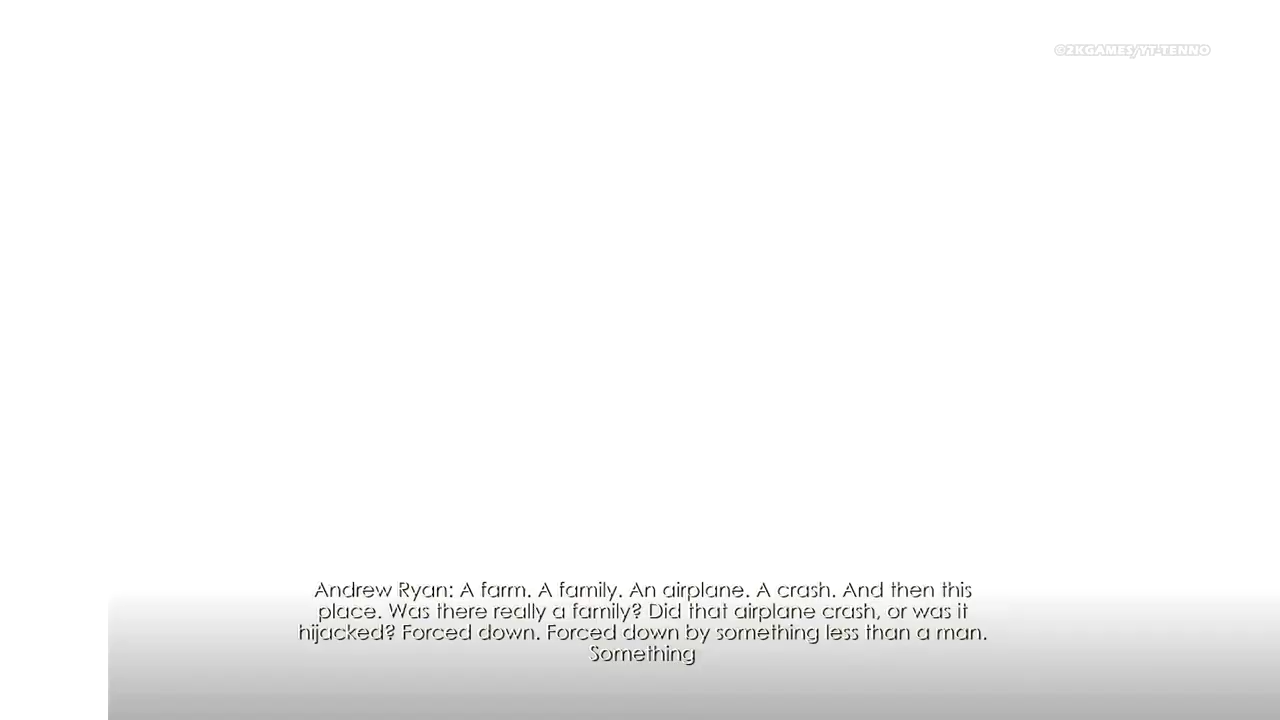 ©2KGAMES/YT-TENNO
Andrew Ryan: A farm. A family. An airplane. A crash. And then this
place. Was there really a family? Did that airplane crash, or was it
hijacked? Forced down. Forced down by something less than a man.
Something